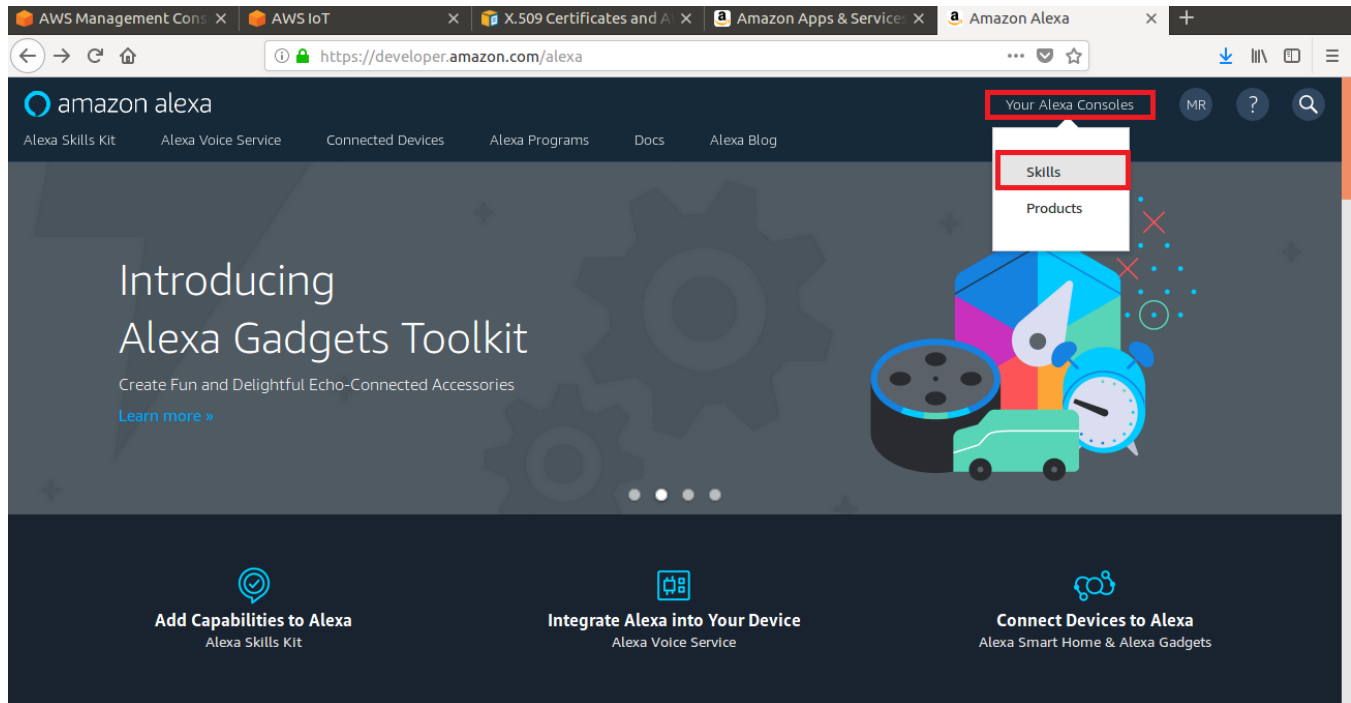 AWS Management Cons
AWS IoT
X.509 Certificates and A
Amazon Apps & Services
Amazon Alexa
https://developer.amazon.com/alexa
amazon alexa
Your Alexa Consoles
MR
?
Alexa Skills Kit
Alexa Voice Service
Connected Devices
Alexa Programs
Docs
Alexa Blog
Skills
Products
Introducing
Alexa Gadgets Toolkit
Create Fun and Delightful Echo-Connected Accessories
Learn more »
Add Capabilities to Alexa
Alexa Skills Kit
Integrate Alexa into Your Device
Alexa Voice Service
Connect Devices to Alexa
Alexa Smart Home & Alexa Gadgets